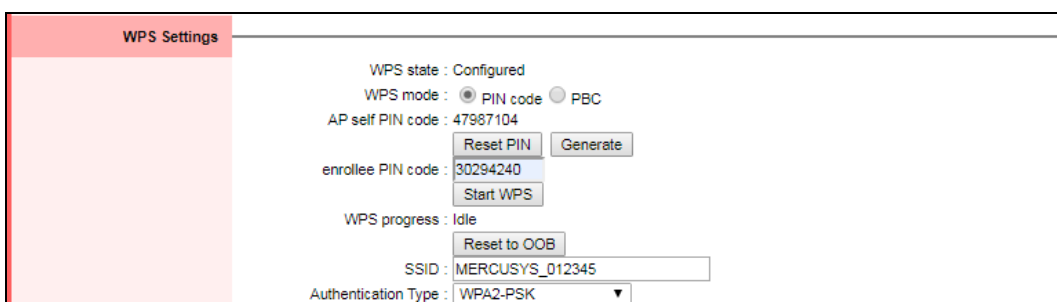 WPS Settings
WPS state : Configured
WPS mode : PIN code PBC
AP self PIN code : 47987104
Reset PIN Generate
enrollee PIN code : 30294240
Start WPS
WPS progress : Idle
Reset to OOB
SSID : MERCUSYS_012345
Authentication Type : WPA2-PSK